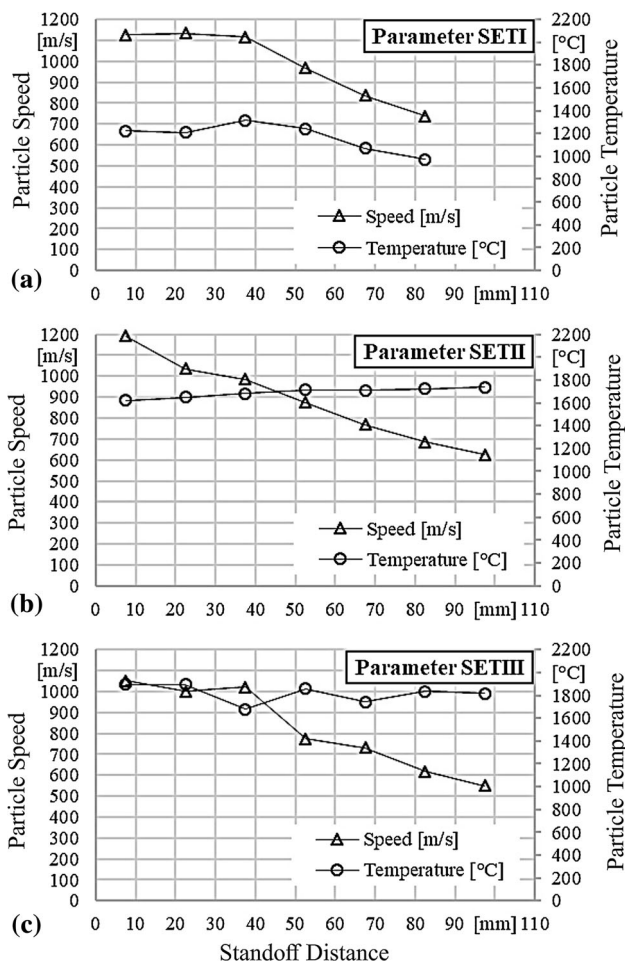 1200
[m/s]
1100
1000
900
800
700
600
500
400
300
200
100
0
Particle Speed
Parameter SETI
2200
[°C]
2000
1800
1600
1400
1200
1000
800
600
400
200
0
Particle Temperature
Speed [m/s]
Temperature [°C]
(a)
0 10 20 30 40 50 60 70 80 90 [mm] 110
1200
[m/s]
1100
1000
900
800
700
600
500
400
300
200
100
0
Particle Speed
Parameter SETII
2200
[°C]
2000
1800
1600
1400
1200
1000
800
600
400
200
0
Particle Temperature
Speed [m/s]
Temperature [°C]
(b)
0 10 20 30 40 50 60 70 80 90 [mm] 110
1200
[m/s]
1100
1000
900
800
700
600
500
400
300
200
100
0
Particle Speed
Parameter SETIII
2200
[°C]
2000
1800
1600
1400
1200
1000
800
600
400
200
0
Particle Temperature
Speed [m/s]
Temperature [°C]
(c)
0 10 20 30 40 50 60 70 80 90 [mm] 110
Standoff Distance